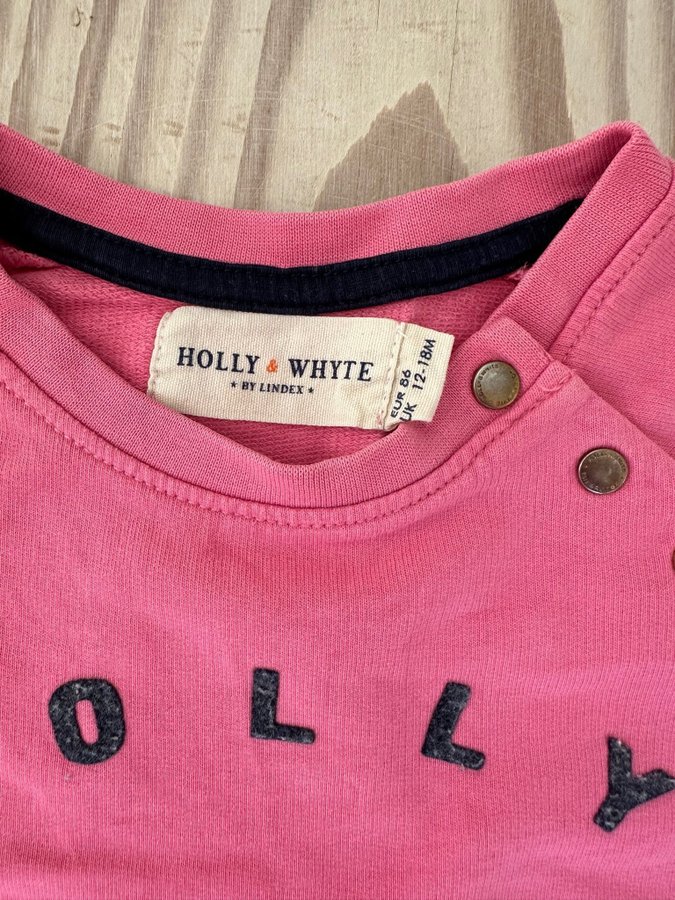 HOLLY & WHYTE
★ BY LINDEX ★
EUR 86
UK 12-18M
OLLY